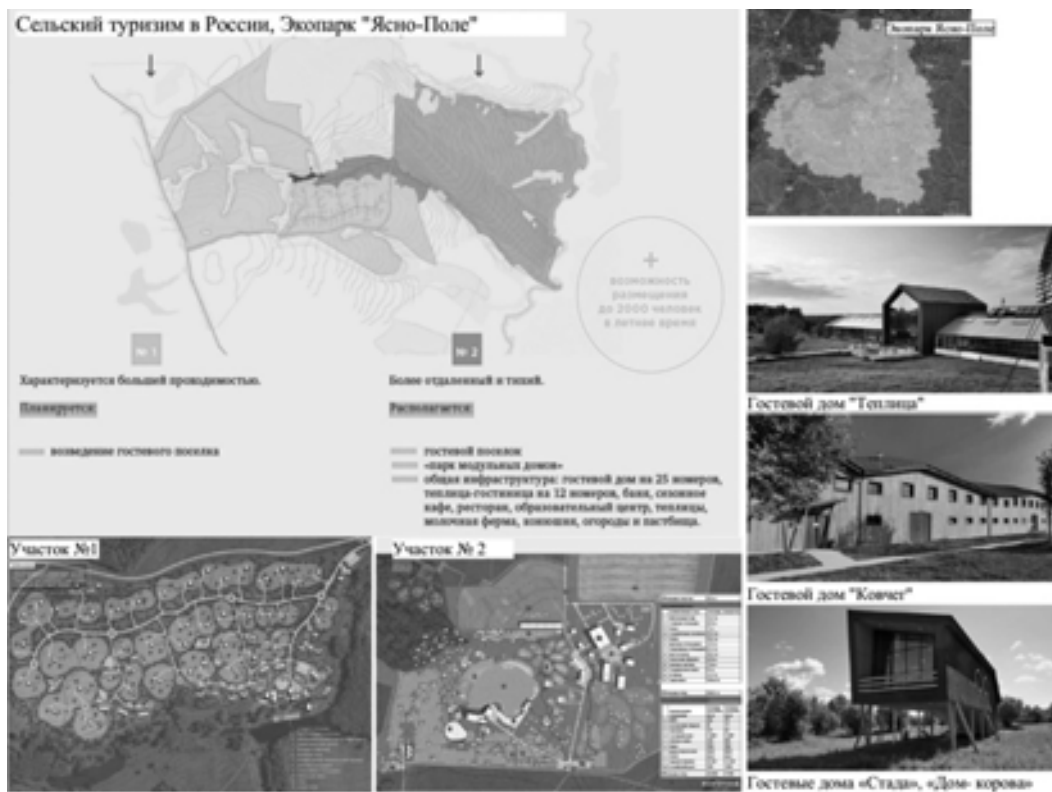 Сельский туризим в России, Экопарк "Ясно-Поле"
Экопарк Ясно-Поле
+
возможность
размещения
до 2000 человек
в летнее время
№ 1
№ 2
Характеризуется большей проходимостью.
Планируется:
возведение гостевого поселка
Более отдаленный и тихий.
Располагается:
гостевой поселок
«парк модульных домов»
общая инфраструктура: гостевой дом на 25 номеров,
теплица-гостиница на 12 номеров, баня, сезонное
кафе, ресторан, образовательный центр, теплицы,
молочная ферма, конюшня, огороды и пастбища.
Гостевой дом "Теплица"
Гостевой дом "Ковчег"
Гостевые дома «Стада», «Дом- корова»
Участок №1
Участок № 2